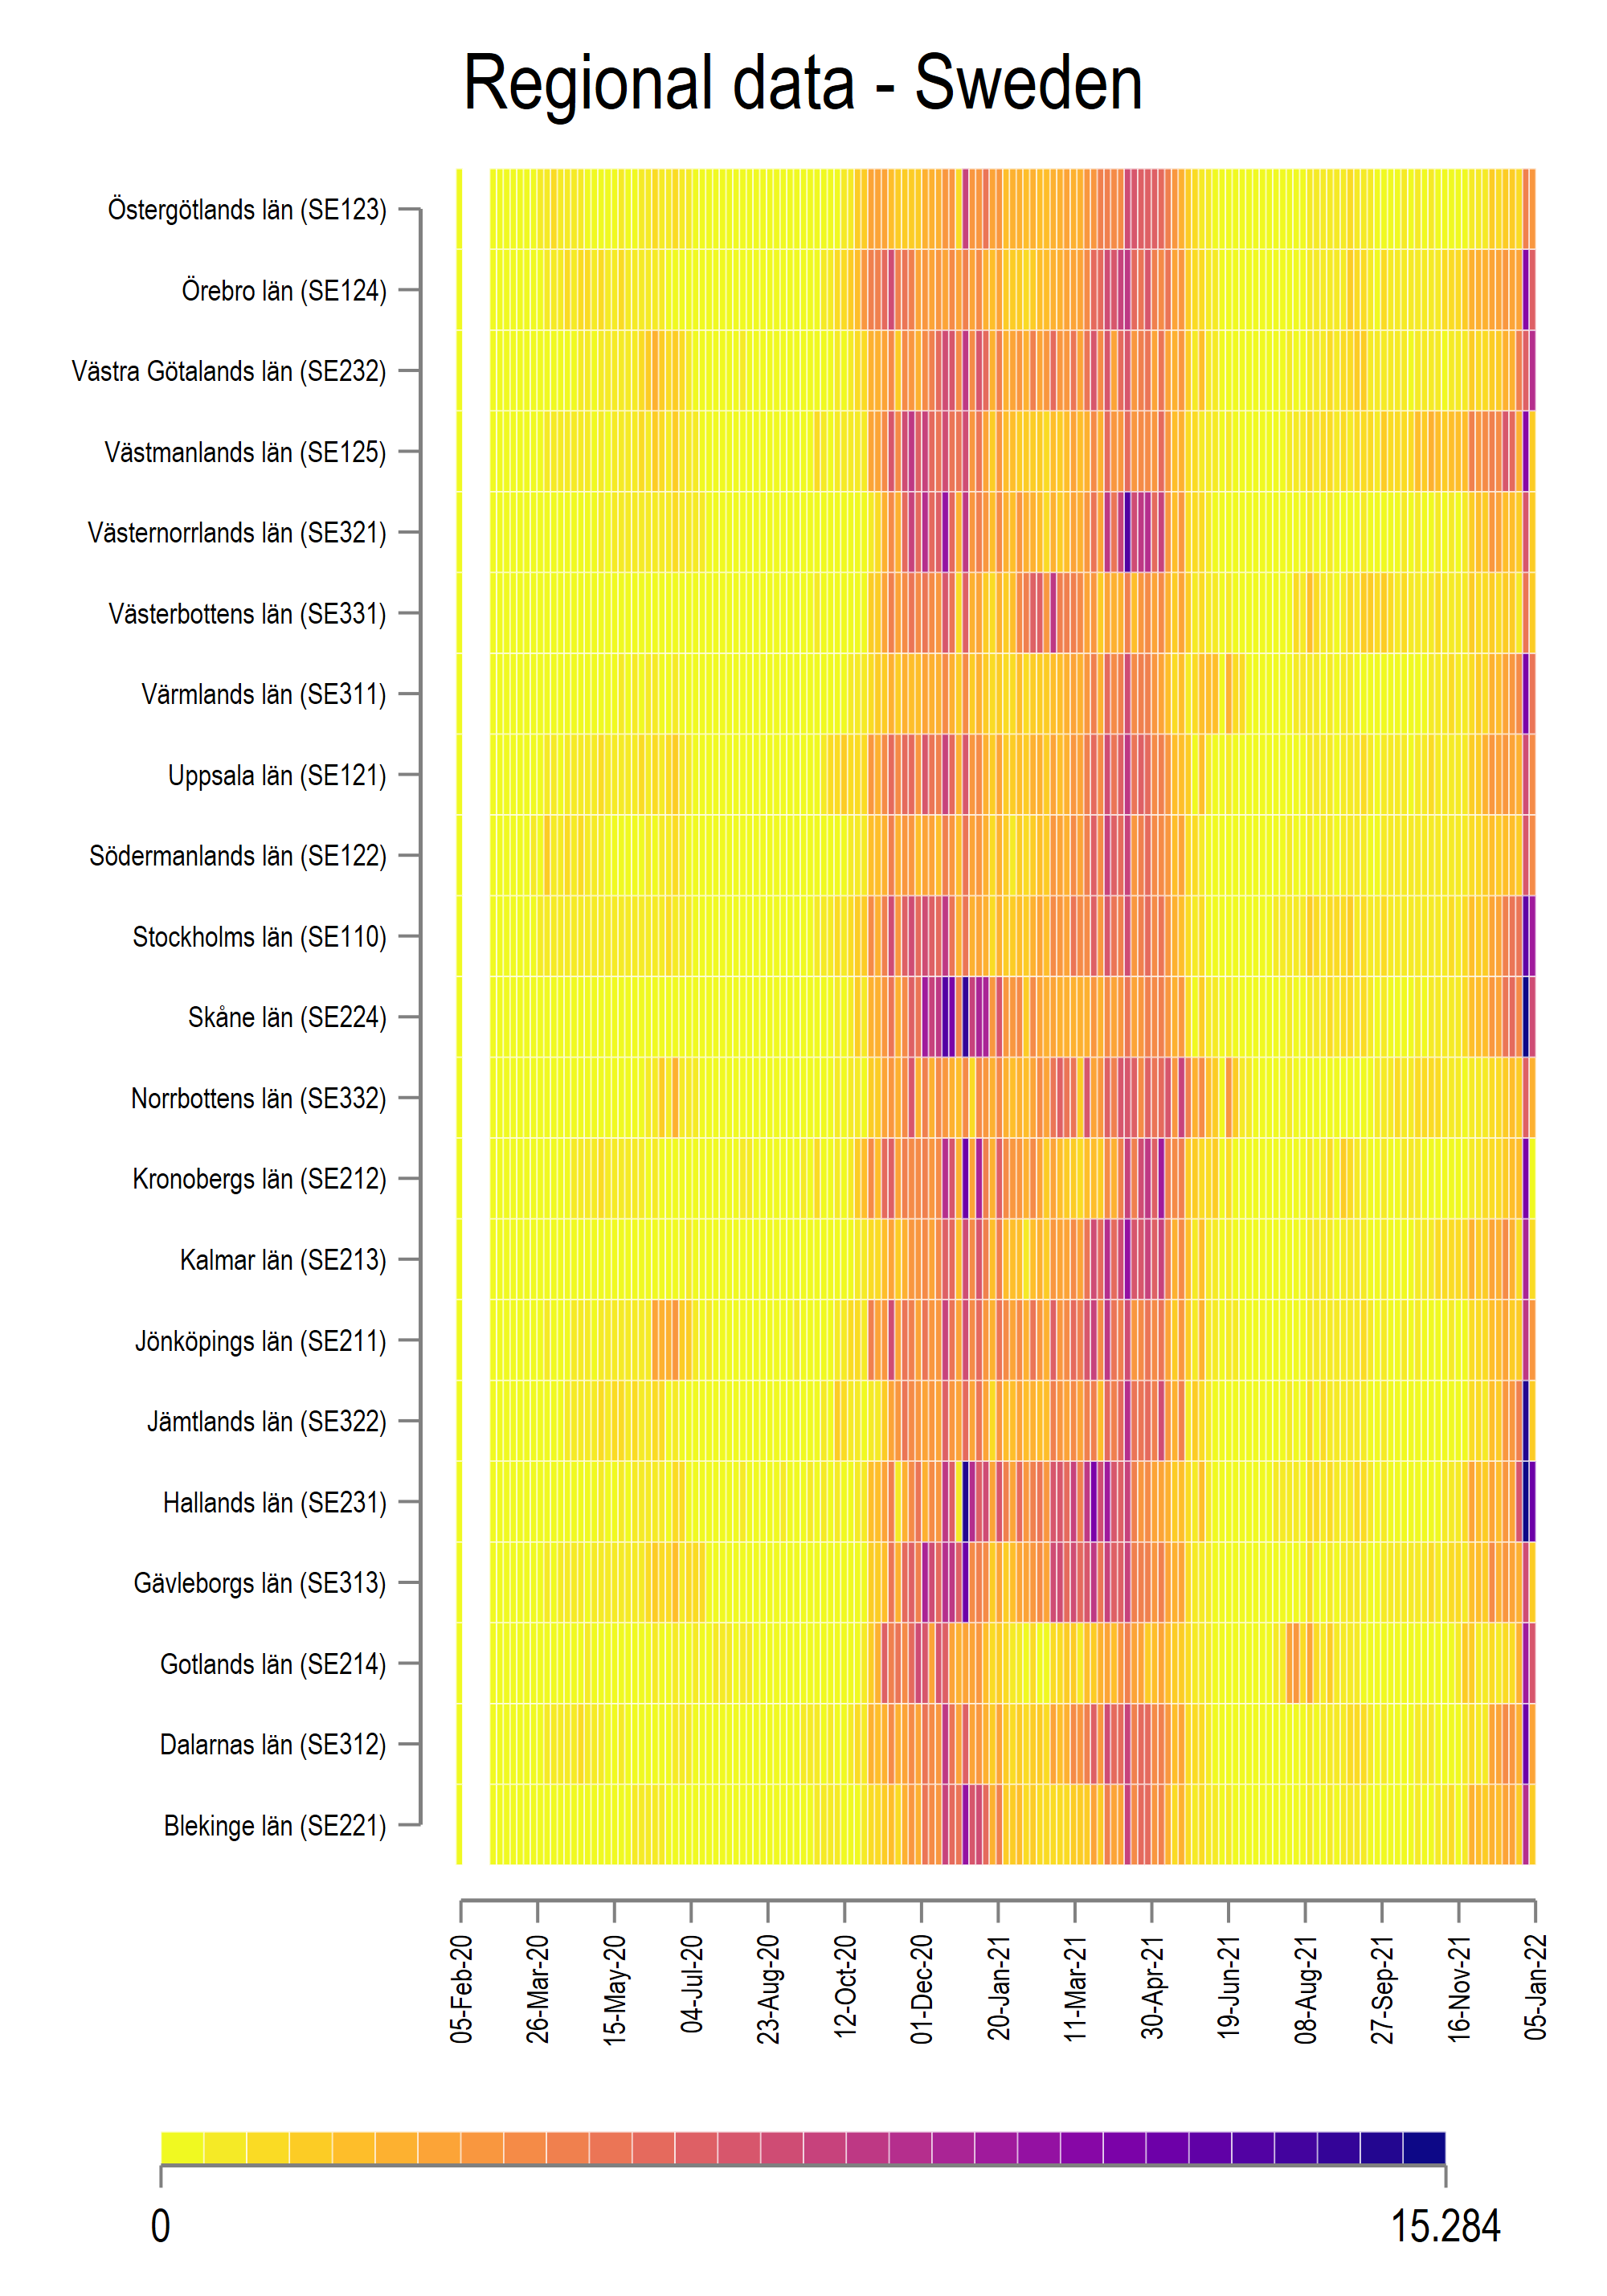 Regional data - Sweden
Östergötlands län (SE123)
Örebro län (SE124)
Västra Götalands län (SE232)
Västmanlands län (SE125)
Västernorrlands län (SE321)
Västerbottens län (SE331)
Värmlands län (SE311)
Uppsala län (SE121)
Södermanlands län (SE122)
Stockholms län (SE110)
Skåne län (SE224)
Norrbottens län (SE332)
Kronobergs län (SE212)
Kalmar län (SE213)
Jönköpings län (SE211)
Jämtlands län (SE322)
Hallands län (SE231)
Gävleborgs län (SE313)
Gotlands län (SE214)
Dalarnas län (SE312)
Blekinge län (SE221)
05-Feb-20
26-Mar-20
15-May-20
04-Jul-20
23-Aug-20
12-Oct-20
01-Dec-20
20-Jan-21
11-Mar-21
30-Apr-21
19-Jun-21
08-Aug-21
27-Sep-21
16-Nov-21
05-Jan-22
0
15.284